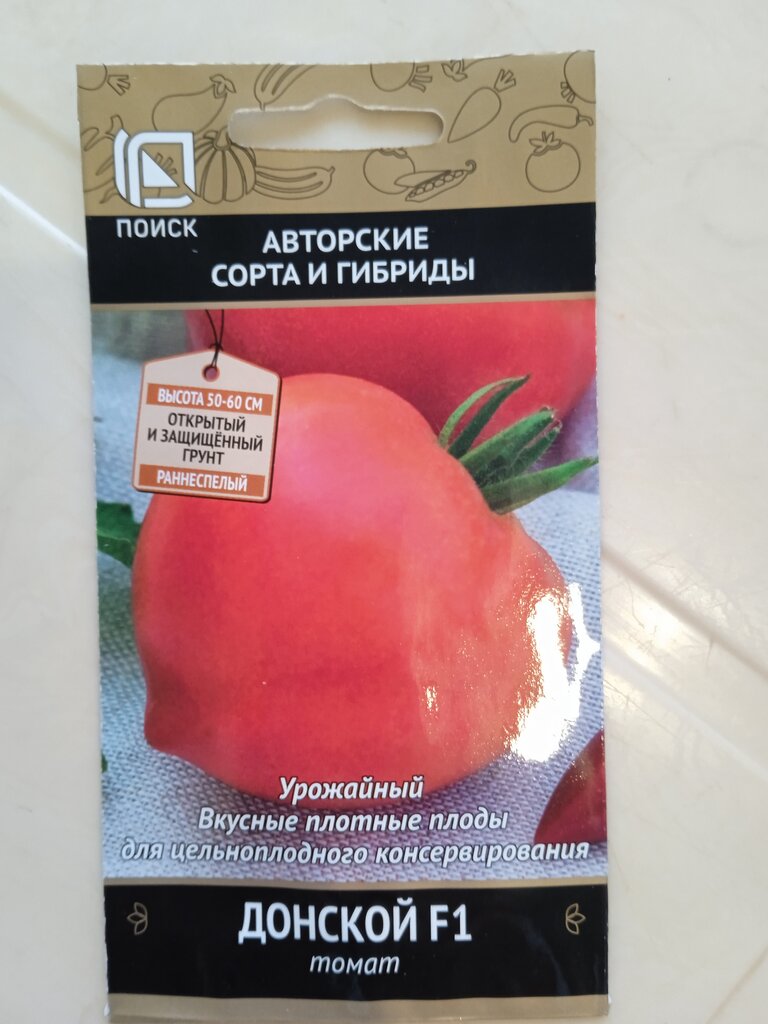 ПОИСК
АВТОРСКИЕ
СОРТА И ГИБРИДЫ
ВЫСОТА 50-60 СМ
ОТКРЫТЫЙ
И ЗАЩИЩЁННЫЙ
ГРУНТ
РАННЕСПЕЛЫЙ
Урожайный
Вкусные плотные плоды
для цельноплодного консервирования
ДОНСКОЙ F1
томат